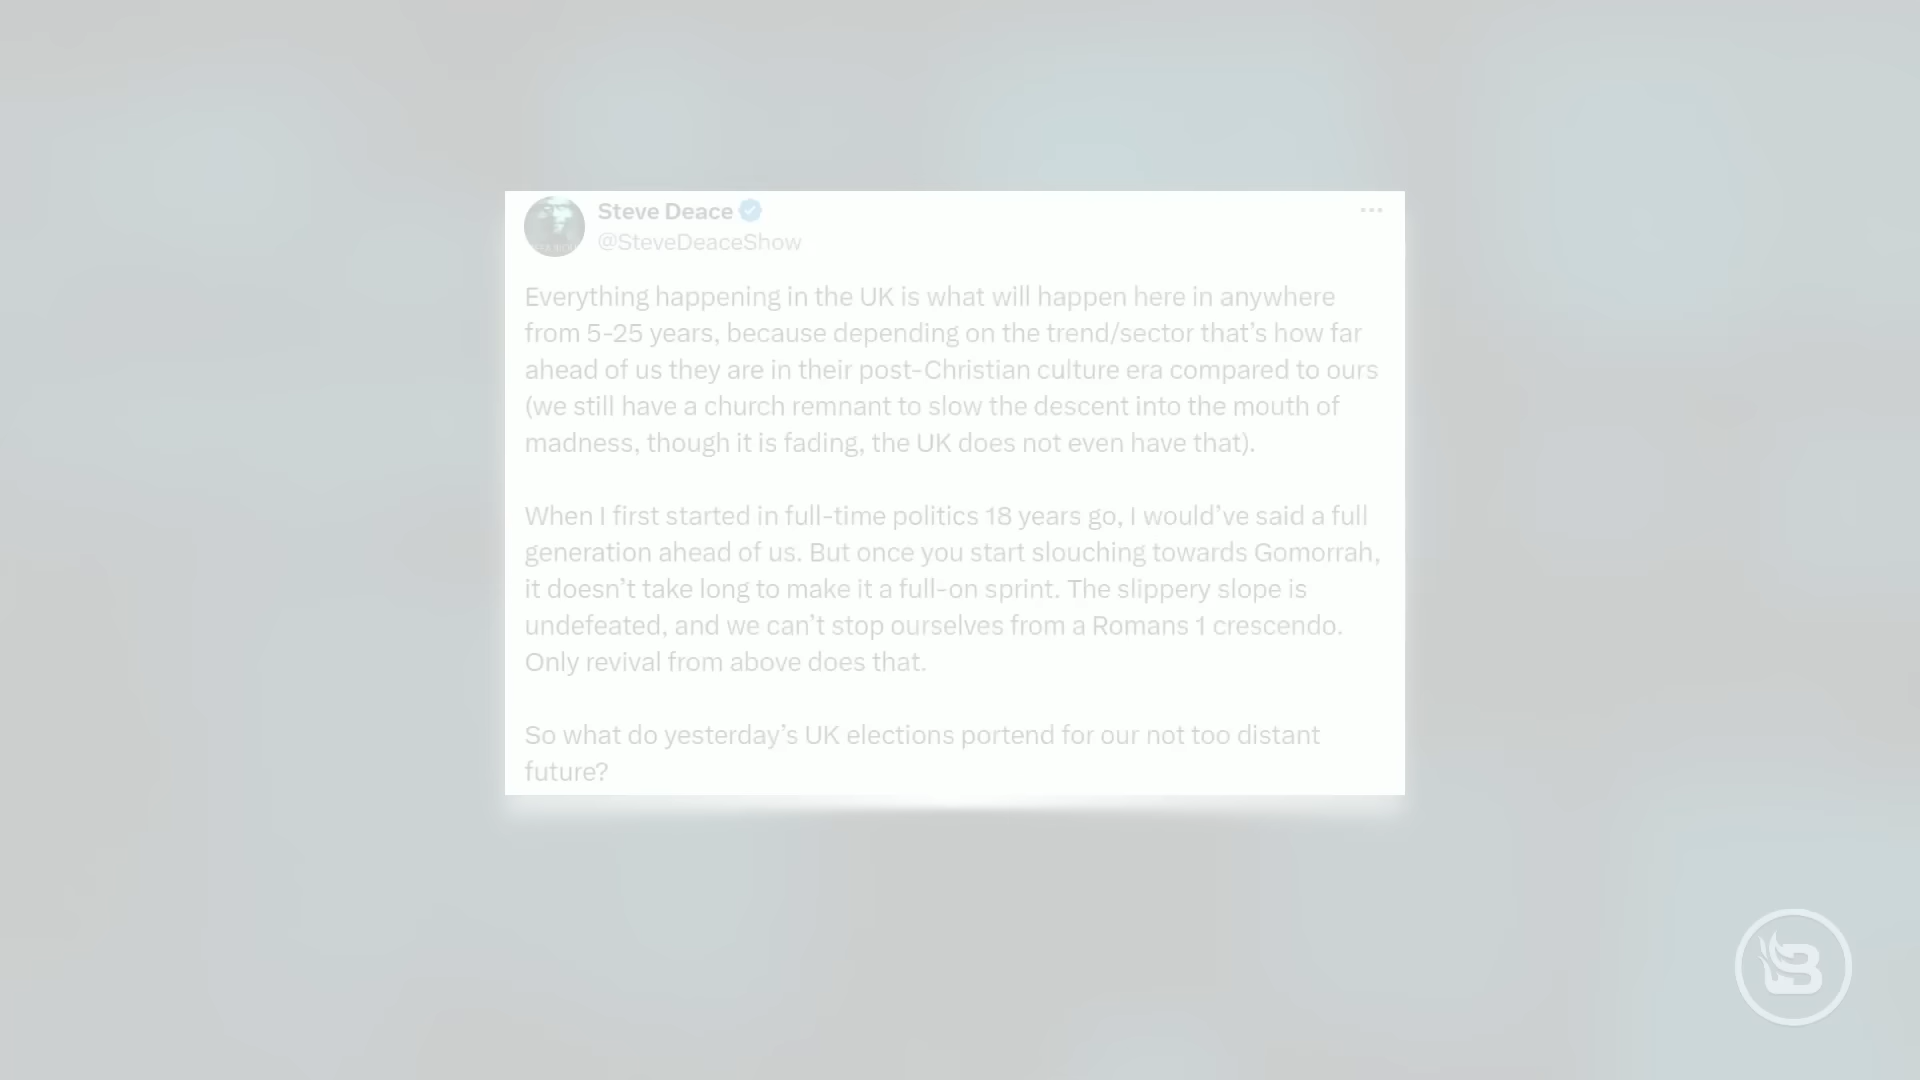 Steve Deace
@SteveDeaceShow
Everything happening in the UK is what will happen here in anywhere
from 5-25 years, because depending on the trend/sector that's how far
ahead of us they are in their post-Christian culture era compared to ours
(we still have a church remnant to slow the descent into the mouth of
madness, though it is fading, the UK does not even have that).
When I first started in full-time politics 18 years go, I would've said a full
generation ahead of us. But once you start slouching towards Gomorrah,
it doesn't take long to make it a full-on sprint. The slippery slope is
undefeated, and we can't stop ourselves from a Romans 1 crescendo.
Only revival from above does that.
So what do yesterday's UK elections portend for our not too distant
future?
B